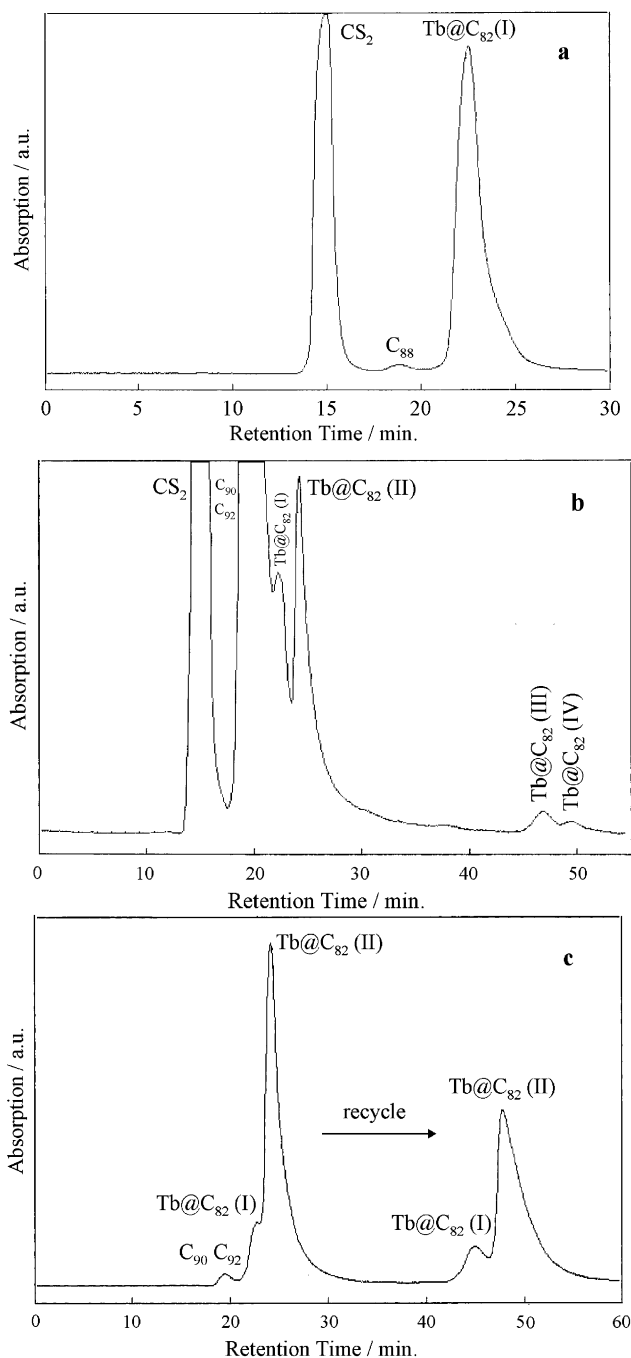 CS₂
Tb@C₈₂(I)
a
C₈₈
Absorption / a.u.
0 5 10 15 20 25 30
Retention Time / min.
CS₂
C₉₀
C₉₂
Tb@C₈₂ (I)
Tb@C₈₂ (II)
b
Tb@C₈₂ (III)
Tb@C₈₂ (IV)
Absorption / a.u.
0 10 20 30 40 50
Retention Time / min.
Tb@C₈₂ (II)
c
Tb@C₈₂ (II)
recycle
Tb@C₈₂ (I)
Tb@C₈₂ (I)
C₉₀ C₉₂
Absorption / a.u.
0 10 20 30 40 50 60
Retention Time / min.